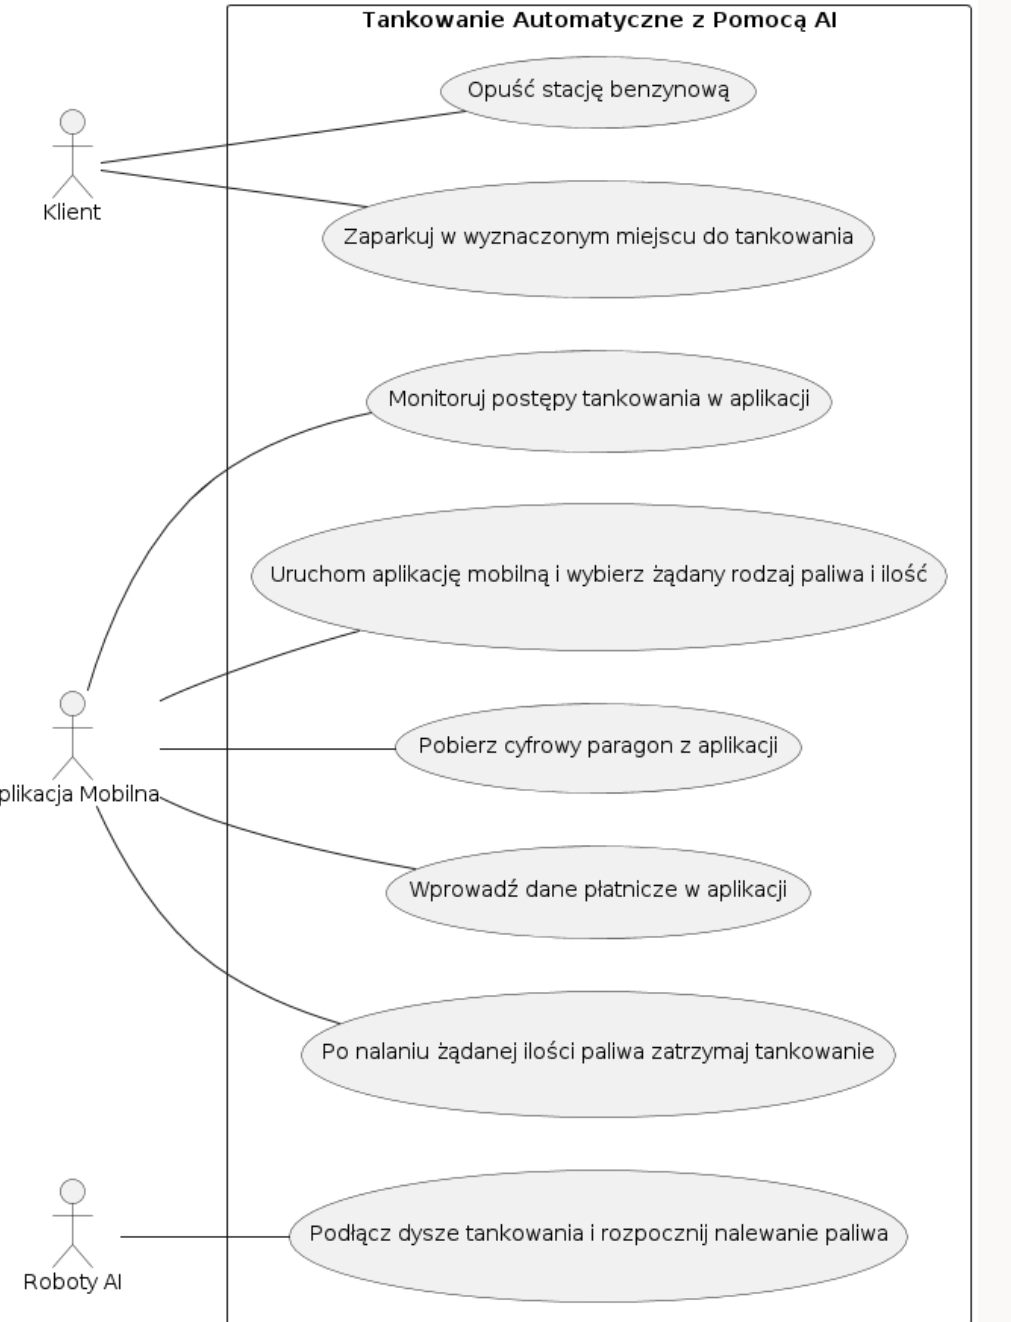 Tankowanie Automatyczne z Pomocą AI
Opuść stację benzynową
Klient
Zaparkuj w wyznaczonym miejscu do tankowania
Monitoruj postępy tankowania w aplikacji
Uruchom aplikację mobilną i wybierz żądany rodzaj paliwa i ilość
Pobierz cyfrowy paragon z aplikacji
plikacja Mobilna
Wprowadź dane płatnicze w aplikacji
Po nalaniu żądanej ilości paliwa zatrzymaj tankowanie
Podłącz dysze tankowania i rozpocznij nalewanie paliwa
Roboty AI